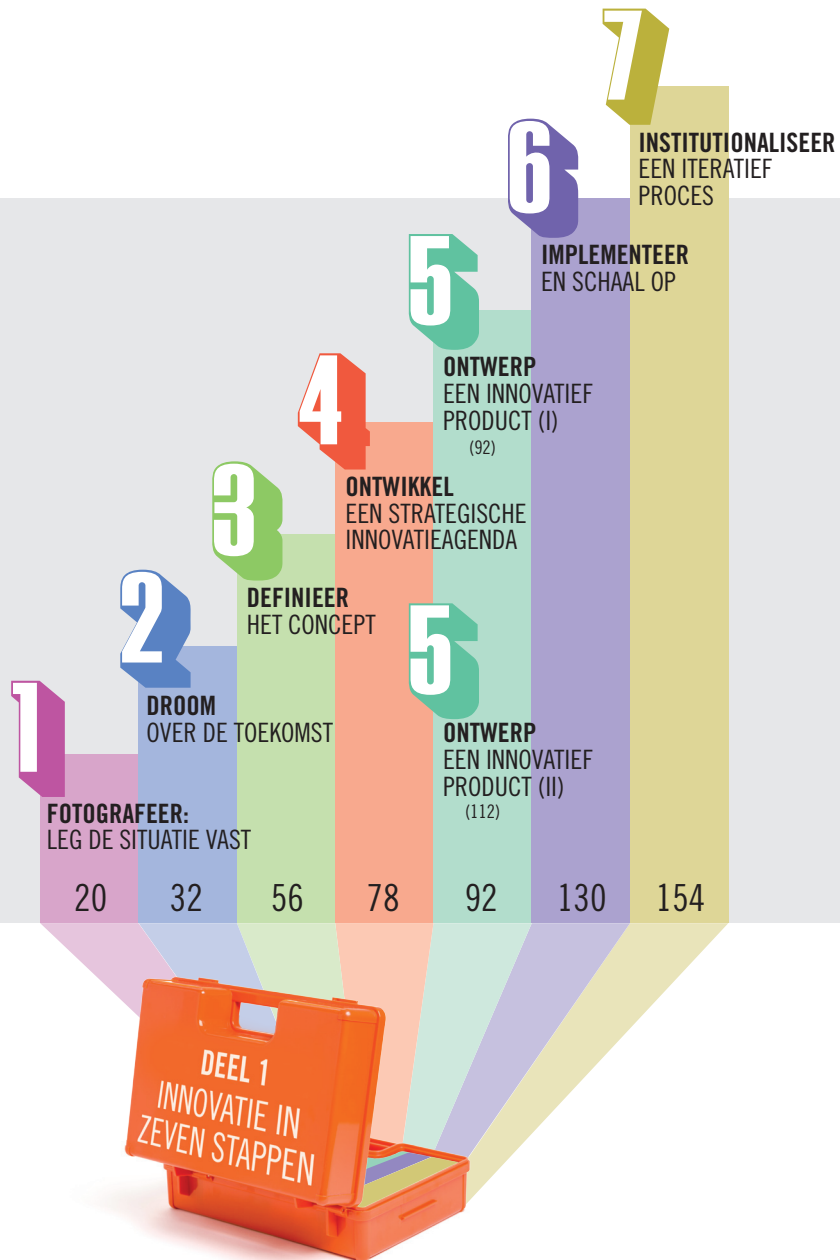 1
FOTOGRAFEER:
LEG DE SITUATIE VAST
20
2
DROOM
OVER DE TOEKOMST
32
3
DEFINIEER
HET CONCEPT
56
4
ONTWIKKEL
EEN STRATEGISCHE
INNOVATIEAGENDA
78
5
ONTWERP
EEN INNOVATIEF
PRODUCT (I)
(92)
5
ONTWERP
EEN INNOVATIEF
PRODUCT (II)
(112)
92
6
IMPLEMENTEER
EN SCHAAL OP
130
7
INSTITUTIONALISEER
EEN ITERATIEF
PROCES
154
DEEL 1
INNOVATIE IN
ZEVEN STAPPEN